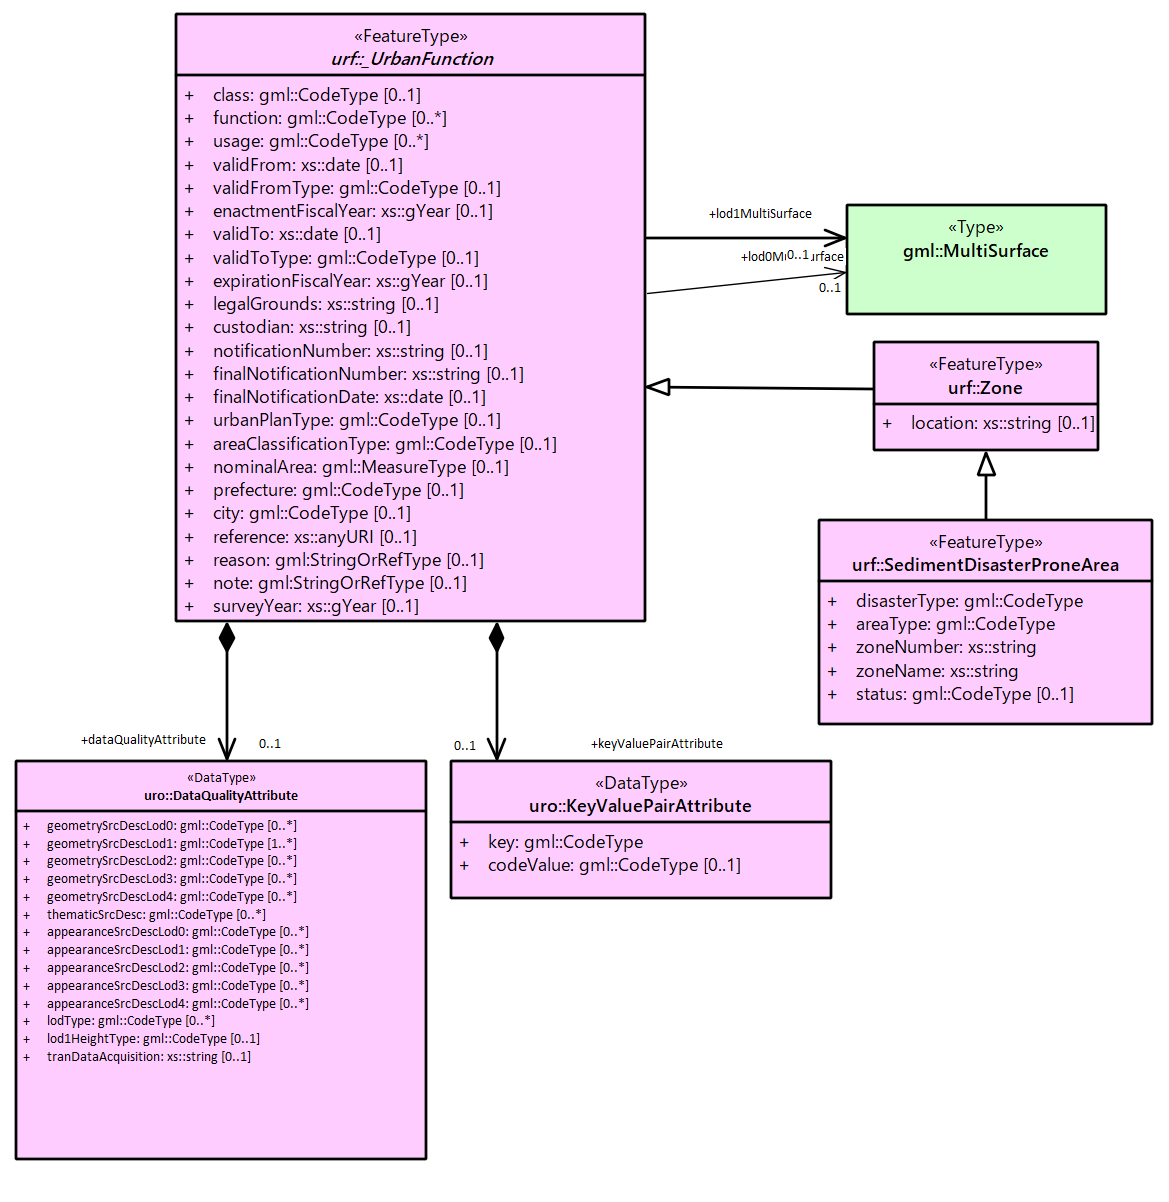 «FeatureType»
urf::_UrbanFunction
+ class: gml::CodeType [0..1]
+ function: gml::CodeType [0..*]
+ usage: gml::CodeType [0..*]
+ validFrom: xs::date [0..1]
+ validFromType: gml::CodeType [0..1]
+ enactmentFiscalYear: xs::gYear [0..1]
+ validTo: xs::date [0..1]
+ validToType: gml::CodeType [0..1]
+ expirationFiscalYear: xs::gYear [0..1]
+ legalGrounds: xs::string [0..1]
+ custodian: xs::string [0..1]
+ notificationNumber: xs::string [0..1]
+ finalNotificationNumber: xs::string [0..1]
+ finalNotificationDate: xs::date [0..1]
+ urbanPlanType: gml::CodeType [0..1]
+ areaClassificationType: gml::CodeType [0..1]
+ nominalArea: gml::MeasureType [0..1]
+ prefecture: gml::CodeType [0..1]
+ city: gml::CodeType [0..1]
+ reference: xs::anyURI [0..1]
+ reason: gml:StringOrRefType [0..1]
+ note: gml:StringOrRefType [0..1]
+ surveyYear: xs::gYear [0..1]
+lod1MultiSurface
0..1
0..1
«Type»
gml::MultiSurface
«FeatureType»
urf::Zone
+ location: xs::string [0..1]
«FeatureType»
urf::SedimentDisasterProneArea
+ disasterType: gml::CodeType
+ areaType: gml::CodeType
+ zoneNumber: xs::string
+ zoneName: xs::string
+ status: gml::CodeType [0..1]
+dataQualityAttribute
0..1
0..1
+keyValuePairAttribute
«DataType»
uro::DataQualityAttribute
+ geometrySrcDescLod0: gml::CodeType [0..*]
+ geometrySrcDescLod1: gml::CodeType [1..*]
+ geometrySrcDescLod2: gml::CodeType [0..*]
+ geometrySrcDescLod3: gml::CodeType [0..*]
+ geometrySrcDescLod4: gml::CodeType [0..*]
+ thematicSrcDesc: gml::CodeType [0..*]
+ appearanceSrcDescLod0: gml::CodeType [0..*]
+ appearanceSrcDescLod1: gml::CodeType [0..*]
+ appearanceSrcDescLod2: gml::CodeType [0..*]
+ appearanceSrcDescLod3: gml::CodeType [0..*]
+ appearanceSrcDescLod4: gml::CodeType [0..*]
+ lodType: gml::CodeType [0..*]
+ lod1HeightType: gml::CodeType [0..1]
+ tranDataAcquisition: xs::string [0..1]
«DataType»
uro::KeyValuePairAttribute
+ key: gml::CodeType
+ codeValue: gml::CodeType [0..1]